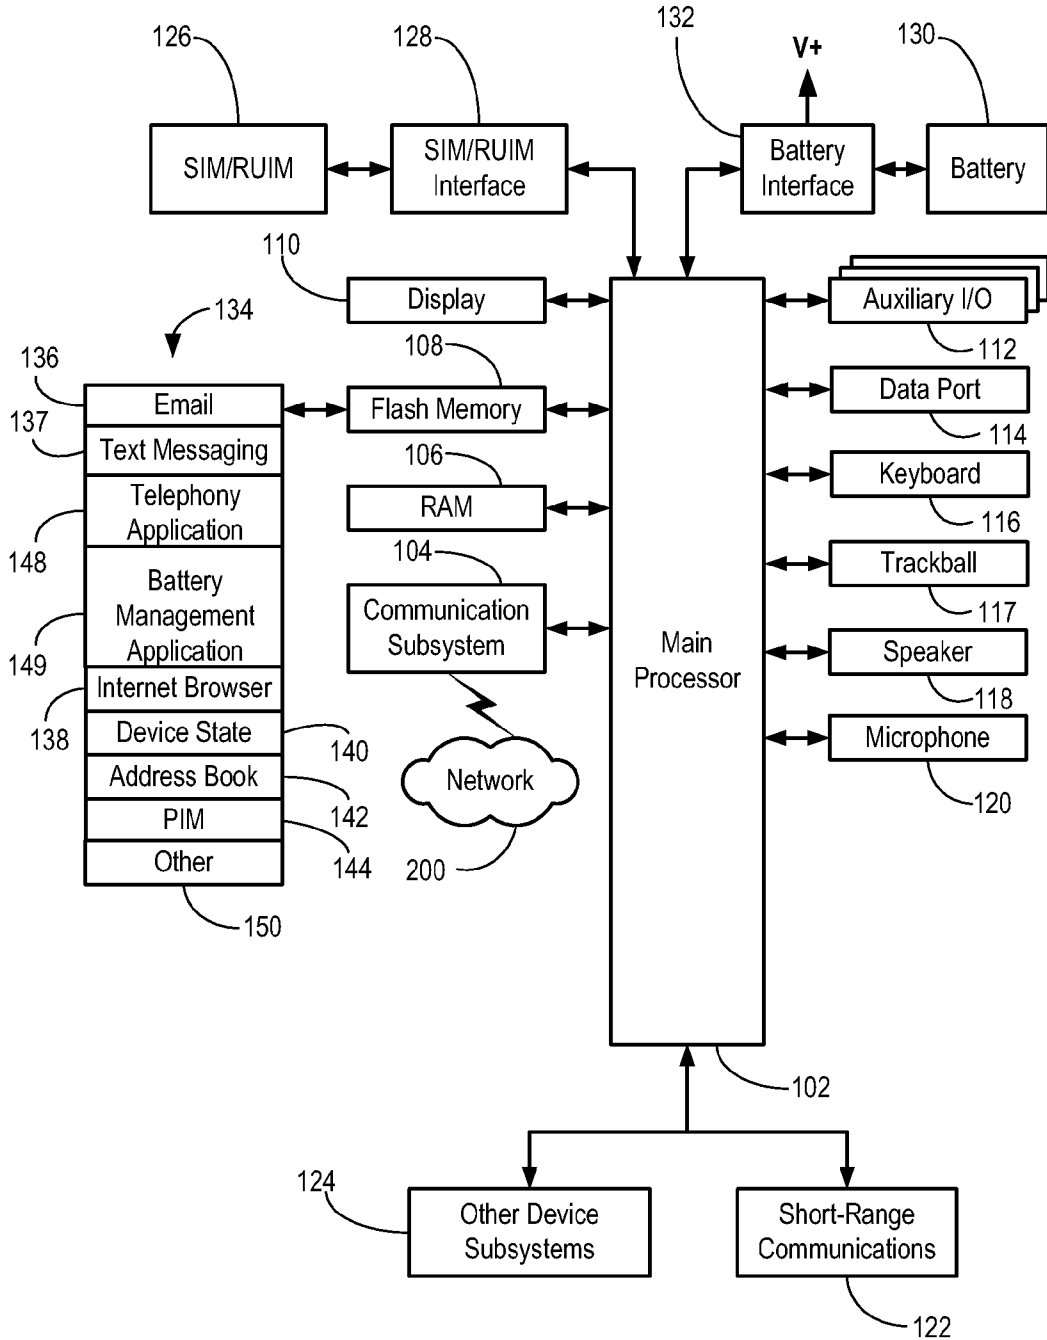 126
128
132
V+
130
SIM/RUIM
SIM/RUIM
Interface
Battery
Interface
Battery
110
Display
Auxiliary I/O
112
134
108
136
Email
Flash Memory
Data Port
114
137
Text Messaging
106
Keyboard
116
Telephony
Application
148
RAM
104
Trackball
117
Battery
Management
Application
149
Communication
Subsystem
Main
Processor
Speaker
118
Internet Browser
138
Device State
140
Microphone
120
Address Book
142
Network
200
PIM
144
Other
150
102
124
Other Device
Subsystems
Short-Range
Communications
122